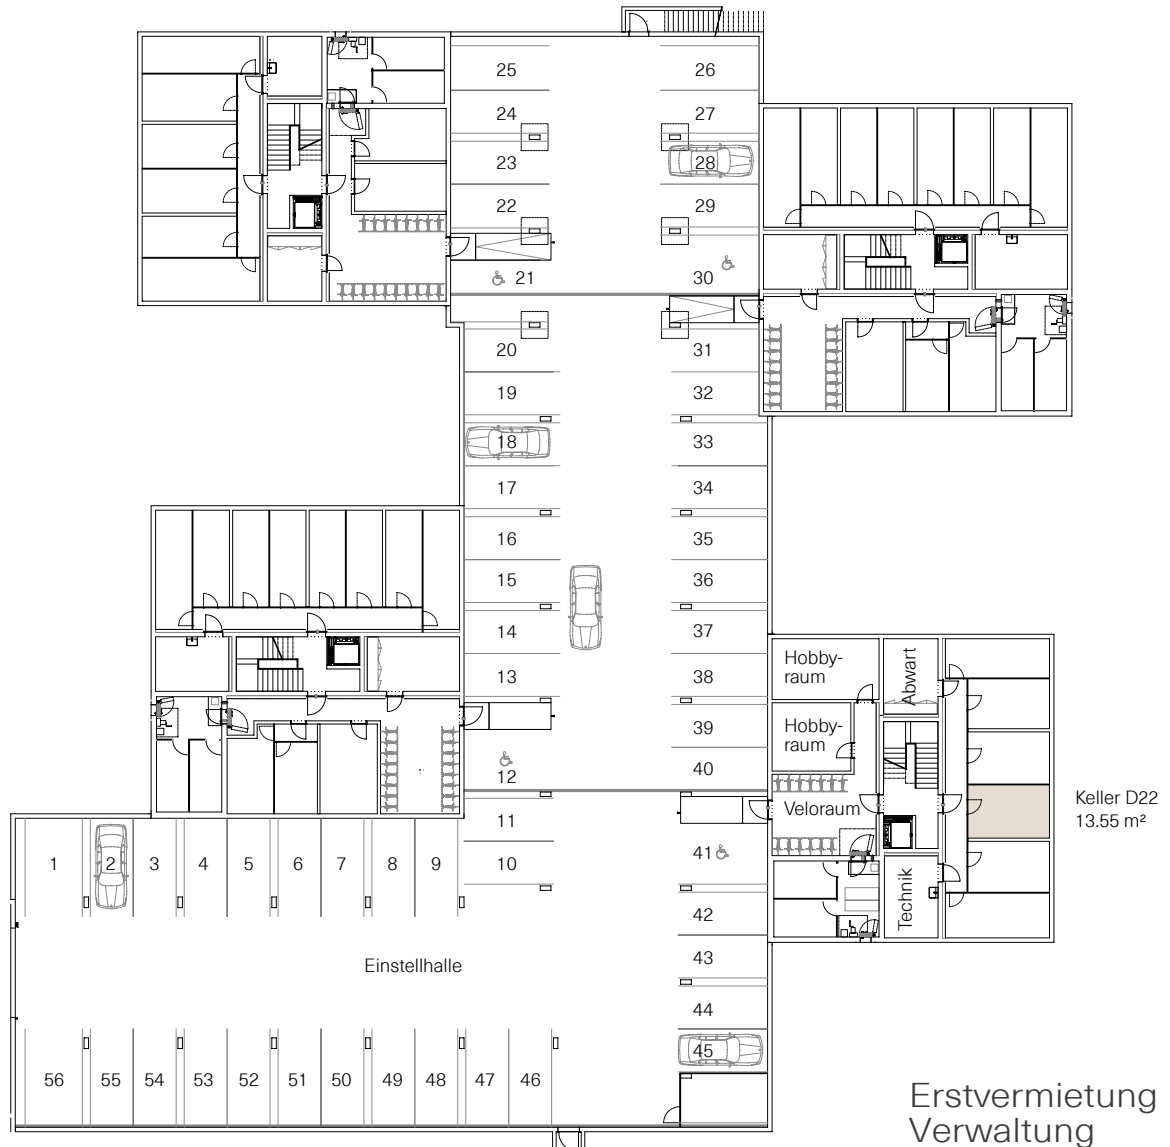 25 26
24 27
23 28
22 29
21 30
20 31
19 32
18 33
17 34
16 35
15 36
14 37
13 38
39
12 40
11
10 41
42
43
44
45
Hobby-
raum
Hobby-
raum
Abwart
Veloraum
Technik
Keller D22
13.55 m²
1 2 3 4 5 6 7 8 9
Einstellhalle
56 55 54 53 52 51 50 49 48 47 46
Erstvermietung
Verwaltung